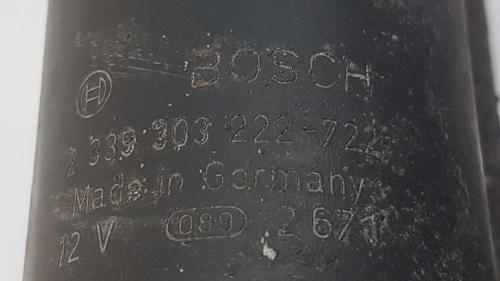 BOSCH
2 339 303 222-722
Made in Germany
12 V 089 2 671